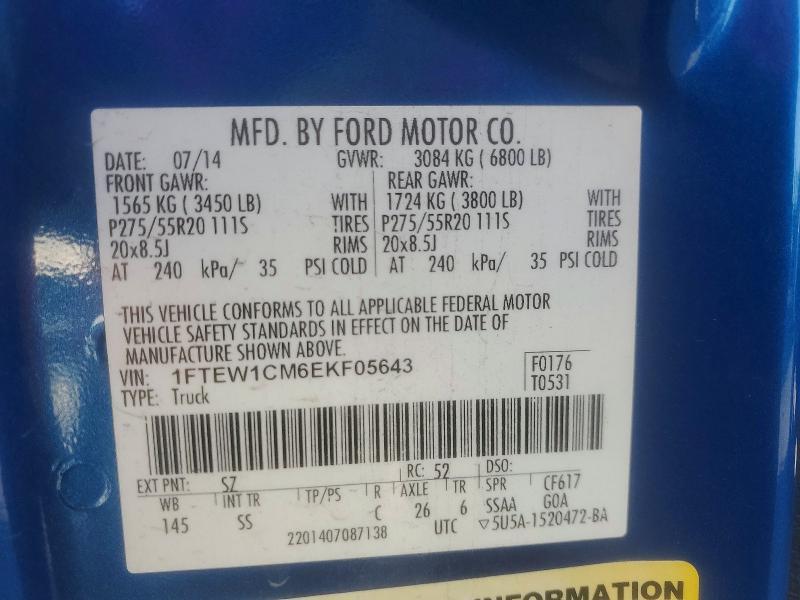 MFD. BY FORD MOTOR CO.
DATE: 07/14 GVWR: 3084 KG ( 6800 LB)
FRONT GAWR: REAR GAWR:
1565 KG ( 3450 LB) WITH 1724 KG ( 3800 LB) WITH
P275/55R20 111S TIRES P275/55R20 111S TIRES
20x8.5J RIMS 20x8.5J RIMS
AT 240 kPa/ 35 PSI COLD AT 240 kPa/ 35 PSI COLD
THIS VEHICLE CONFORMS TO ALL APPLICABLE FEDERAL MOTOR
VEHICLE SAFETY STANDARDS IN EFFECT ON THE DATE OF
MANUFACTURE SHOWN ABOVE.
VIN: 1FTEW1CM6EKF05643 F0176
TYPE: Truck T0531
EXT PNT: SZ RC: 52 DSO:
WB INT TR TP/PS R AXLE TR SPR CF617
145 SS C 26 6 SSAA GOA
2201407087138 UTC ▽5U5A-1520472-BA
INFORMATION